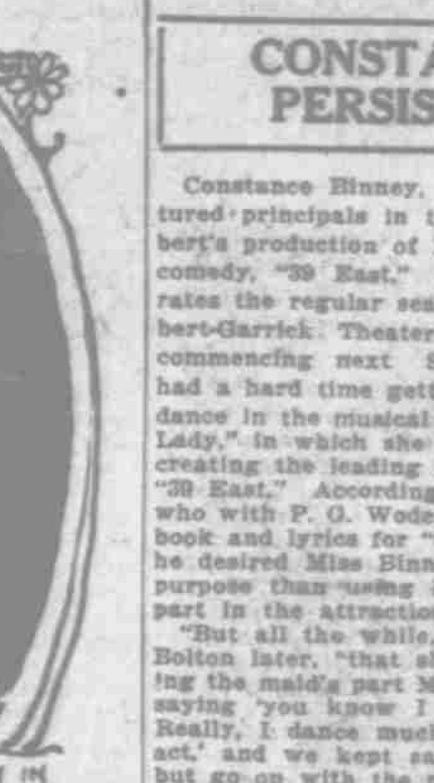 CONSTA
PERSIS
Constance Binney,
tured principals in t
bert's production of
comedy, "39 East,"
rates the regular sea
bert-Garrick Theater
commencing next S
had a hard time gett
dance in the musical
Lady," in which she
creating the leading
"39 East." According
who with P. G. Wode
book and lyrics for "
he desired Miss Binn
purpose than using
part in the attractio
"But all the while,
Bolton later, "that s
ing the maid's part M
saying 'you know I
Really, I dance much
act,' and we kept sa
but go on with the
IN